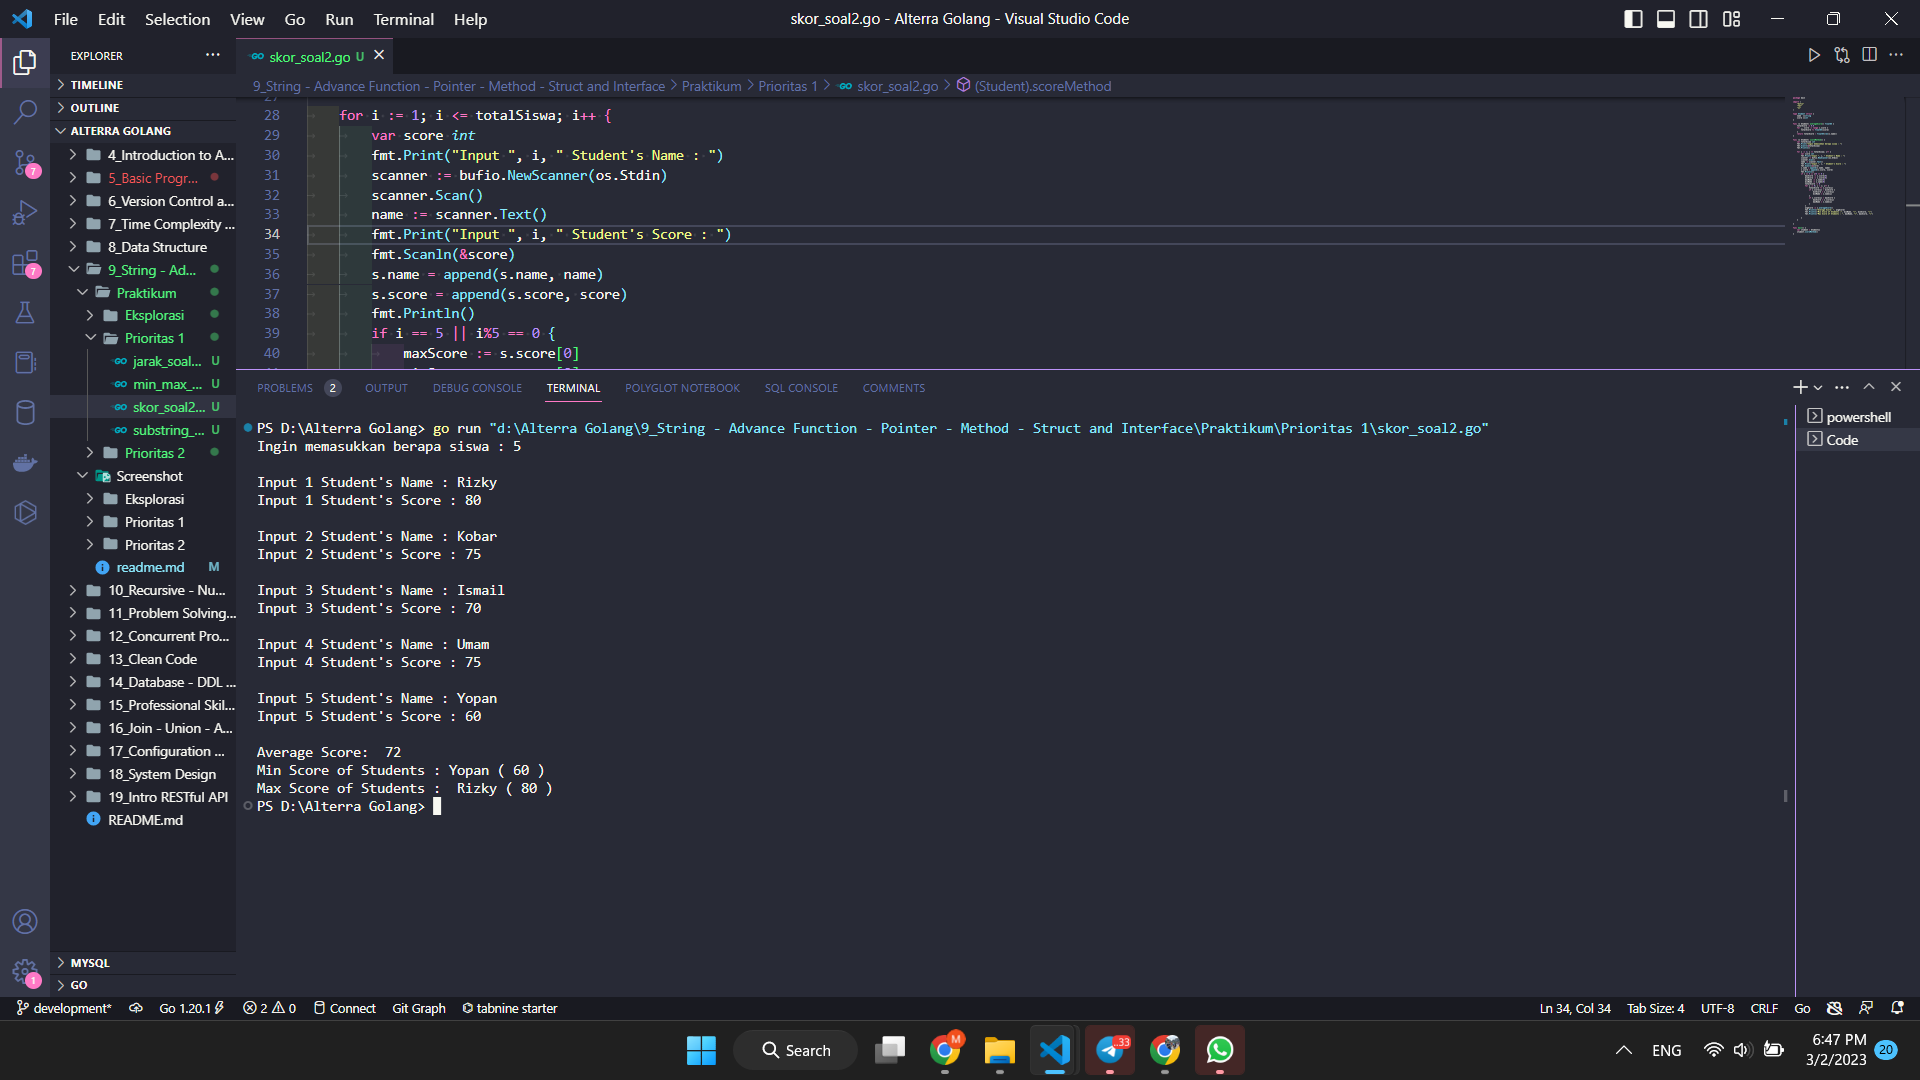 File Edit Selection View Go Run Terminal Help
skor_soal2.go - Alterra Golang - Visual Studio Code
EXPLORER
TIMELINE
OUTLINE
ALTERRA GOLANG
4_Introduction to A...
5_Basic Progr...
6_Version Control a...
7_Time Complexity ...
8_Data Structure
9_String - Ad...
Praktikum
Eksplorasi
Prioritas 1
jarak_soal... U
min_max_... U
skor_soal2... U
substring_... U
Prioritas 2
Screenshot
Eksplorasi
Prioritas 1
Prioritas 2
readme.md M
10_Recursive - Nu...
11_Problem Solving...
12_Concurrent Pro...
13_Clean Code
14_Database - DDL ...
15_Professional Skil...
16_Join - Union - A...
17_Configuration ...
18_System Design
19_Intro RESTful API
README.md
MYSQL
GO
7
7
1
skor_soal2.go U
9_String - Advance Function - Pointer - Method - Struct and Interface > Praktikum > Prioritas 1 > skor_soal2.go > (Student).scoreMethod
28 for i := 1; i <= totalSiswa; i++ {
29 var score int
30 fmt.Print("Input ", i, " Student's Name : ")
31 scanner := bufio.NewScanner(os.Stdin)
32 scanner.Scan()
33 name := scanner.Text()
34 fmt.Print("Input ", i, " Student's Score : ")
35 fmt.Scanln(&score)
36 s.name = append(s.name, name)
37 s.score = append(s.score, score)
38 fmt.Println()
39 if i == 5 || i%5 == 0 {
40 maxScore := s.score[0]
PROBLEMS 2 OUTPUT DEBUG CONSOLE TERMINAL POLYGLOT NOTEBOOK SQL CONSOLE COMMENTS
powershell
Code
PS D:\Alterra Golang> go run "d:\Alterra Golang\9_String - Advance Function - Pointer - Method - Struct and Interface\Praktikum\Prioritas 1\skor_soal2.go"
Ingin memasukkan berapa siswa : 5
Input 1 Student's Name : Rizky
Input 1 Student's Score : 80
Input 2 Student's Name : Kobar
Input 2 Student's Score : 75
Input 3 Student's Name : Ismail
Input 3 Student's Score : 70
Input 4 Student's Name : Umam
Input 4 Student's Score : 75
Input 5 Student's Name : Yopan
Input 5 Student's Score : 60
Average Score:  72
Min Score of Students : Yopan ( 60 )
Max Score of Students :  Rizky ( 80 )
PS D:\Alterra Golang>
development* Go 1.20.1 2 0 Connect Git Graph tabnine starter
Ln 34, Col 34 Tab Size: 4 UTF-8 CRLF Go
Search
M
33
ENG
6:47 PM
3/2/2023
20